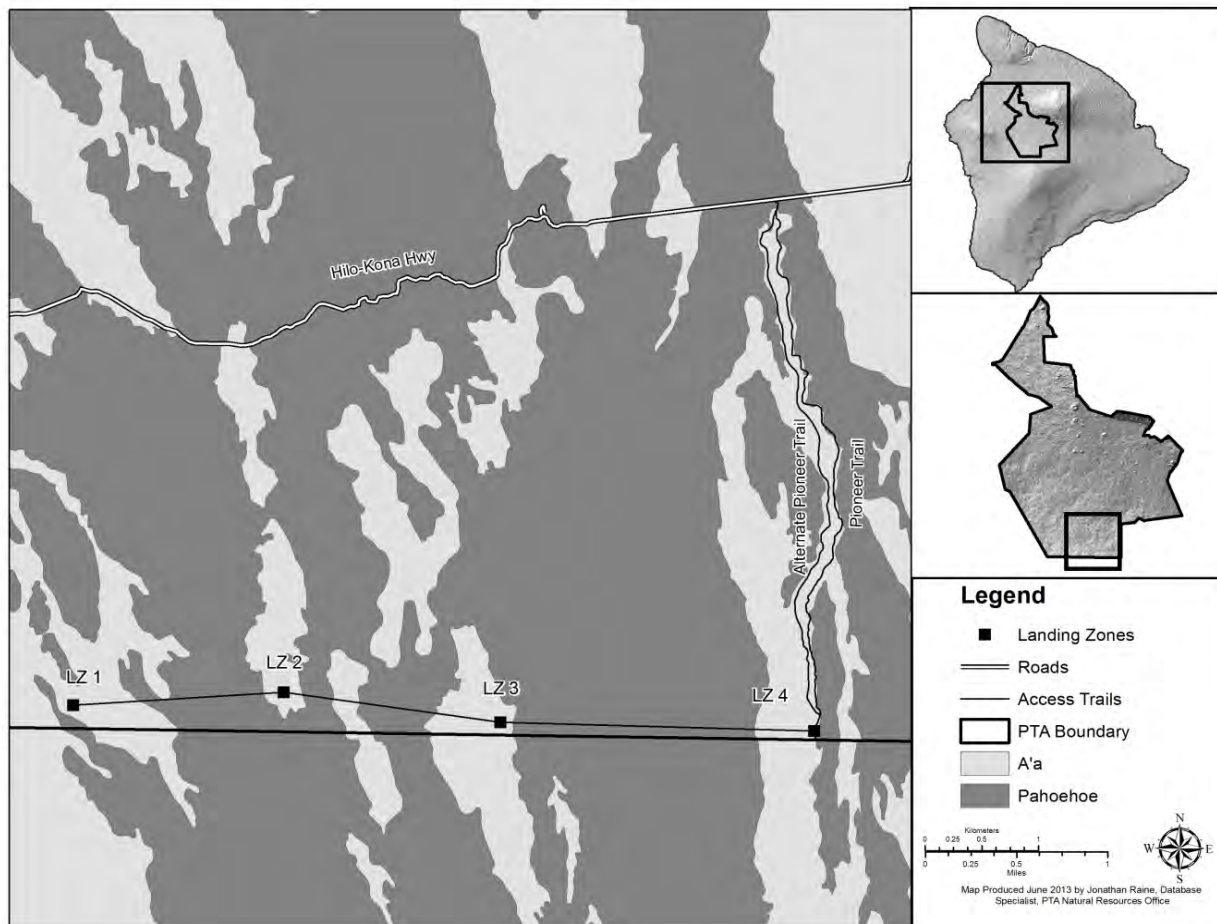 Hilo-Kona Hwy
Alternate Pioneer Trail
Pioneer Trail
LZ 1
LZ 2
LZ 3
LZ 4
Legend
Landing Zones
Roads
Access Trails
PTA Boundary
A'a
Pahoehoe
Kilometers
0 0.25 0.5 1
0 0.25 0.5 1
Miles
N
W E
S
Map Produced June 2013 by Jonathan Raine, Database
Specialist, PTA Natural Resources Office